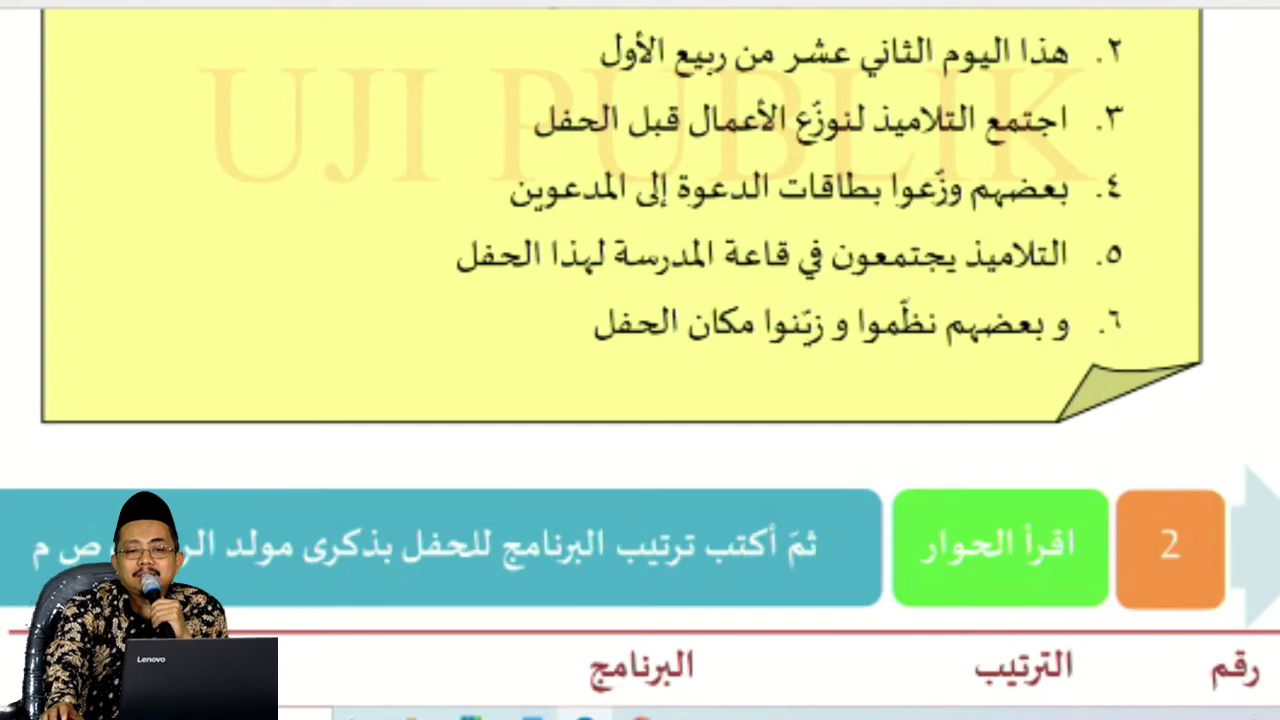 ٢. هذا اليوم الثاني عشر من ربيع الأول
UJI PUBLIK
٣. اجتمع التلاميذ لنوزّع الأعمال قبل الحفل
٤. بعضهم وزّعوا بطاقات الدعوة إلى المدعوين
٥. التلاميذ يجتمعون في قاعة المدرسة لهذا الحفل
٦. و بعضهم نظّموا و زيّنوا مكان الحفل
2 اقرأ الحوار ثمّ أكتب ترتيب البرنامج للحفل بذكرى مولد ص م
رقم الترتيب البرنامج
Lenovo